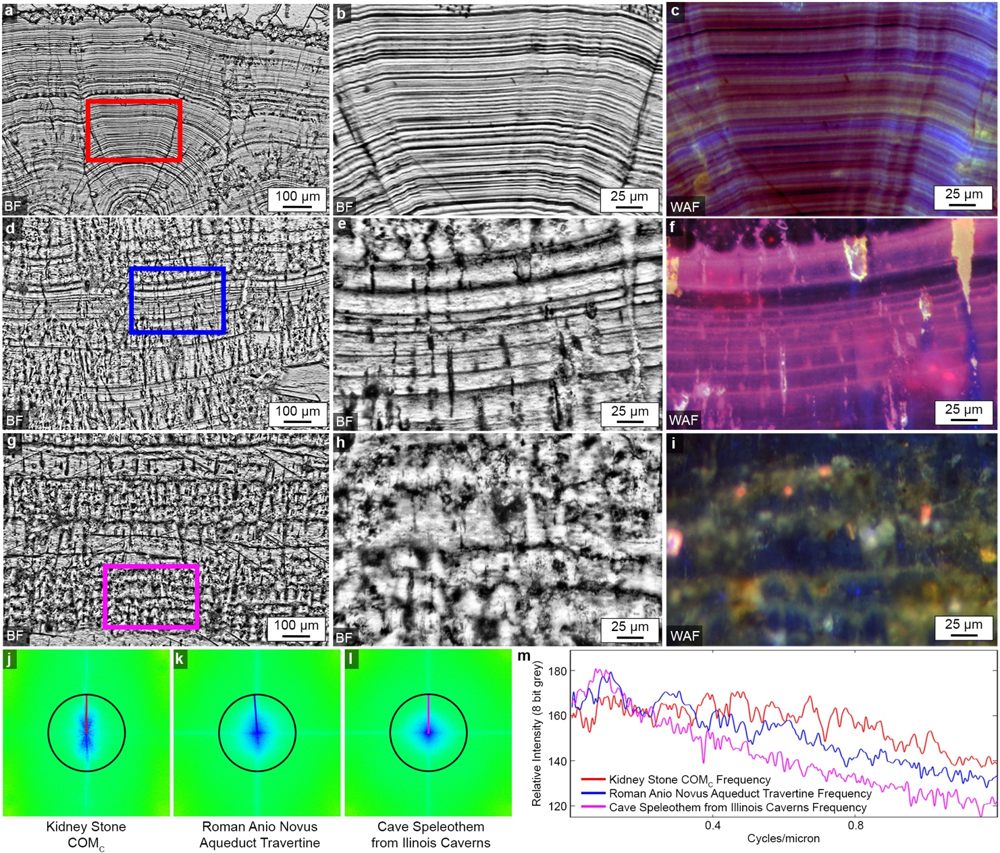 a
BF
100 µm
b
BF
25 µm
c
WAF
25 µm
d
BF
100 µm
e
BF
25 µm
f
WAF
25 µm
g
BF
100 µm
h
BF
25 µm
i
WAF
25 µm
j
Kidney Stone
COMC
k
Roman Anio Novus
Aqueduct Travertine
l
Cave Speleothem
from Ilinois Caverns
m
Relative Intensity (8 bit grey)
180
160
140
120
Kidney Stone COMC Frequency
Roman Anio Novus Aqueduct Travertine Frequency
Cave Speleothem from Illinois Caverns Frequency
0.4
0.8
Cycles/micron